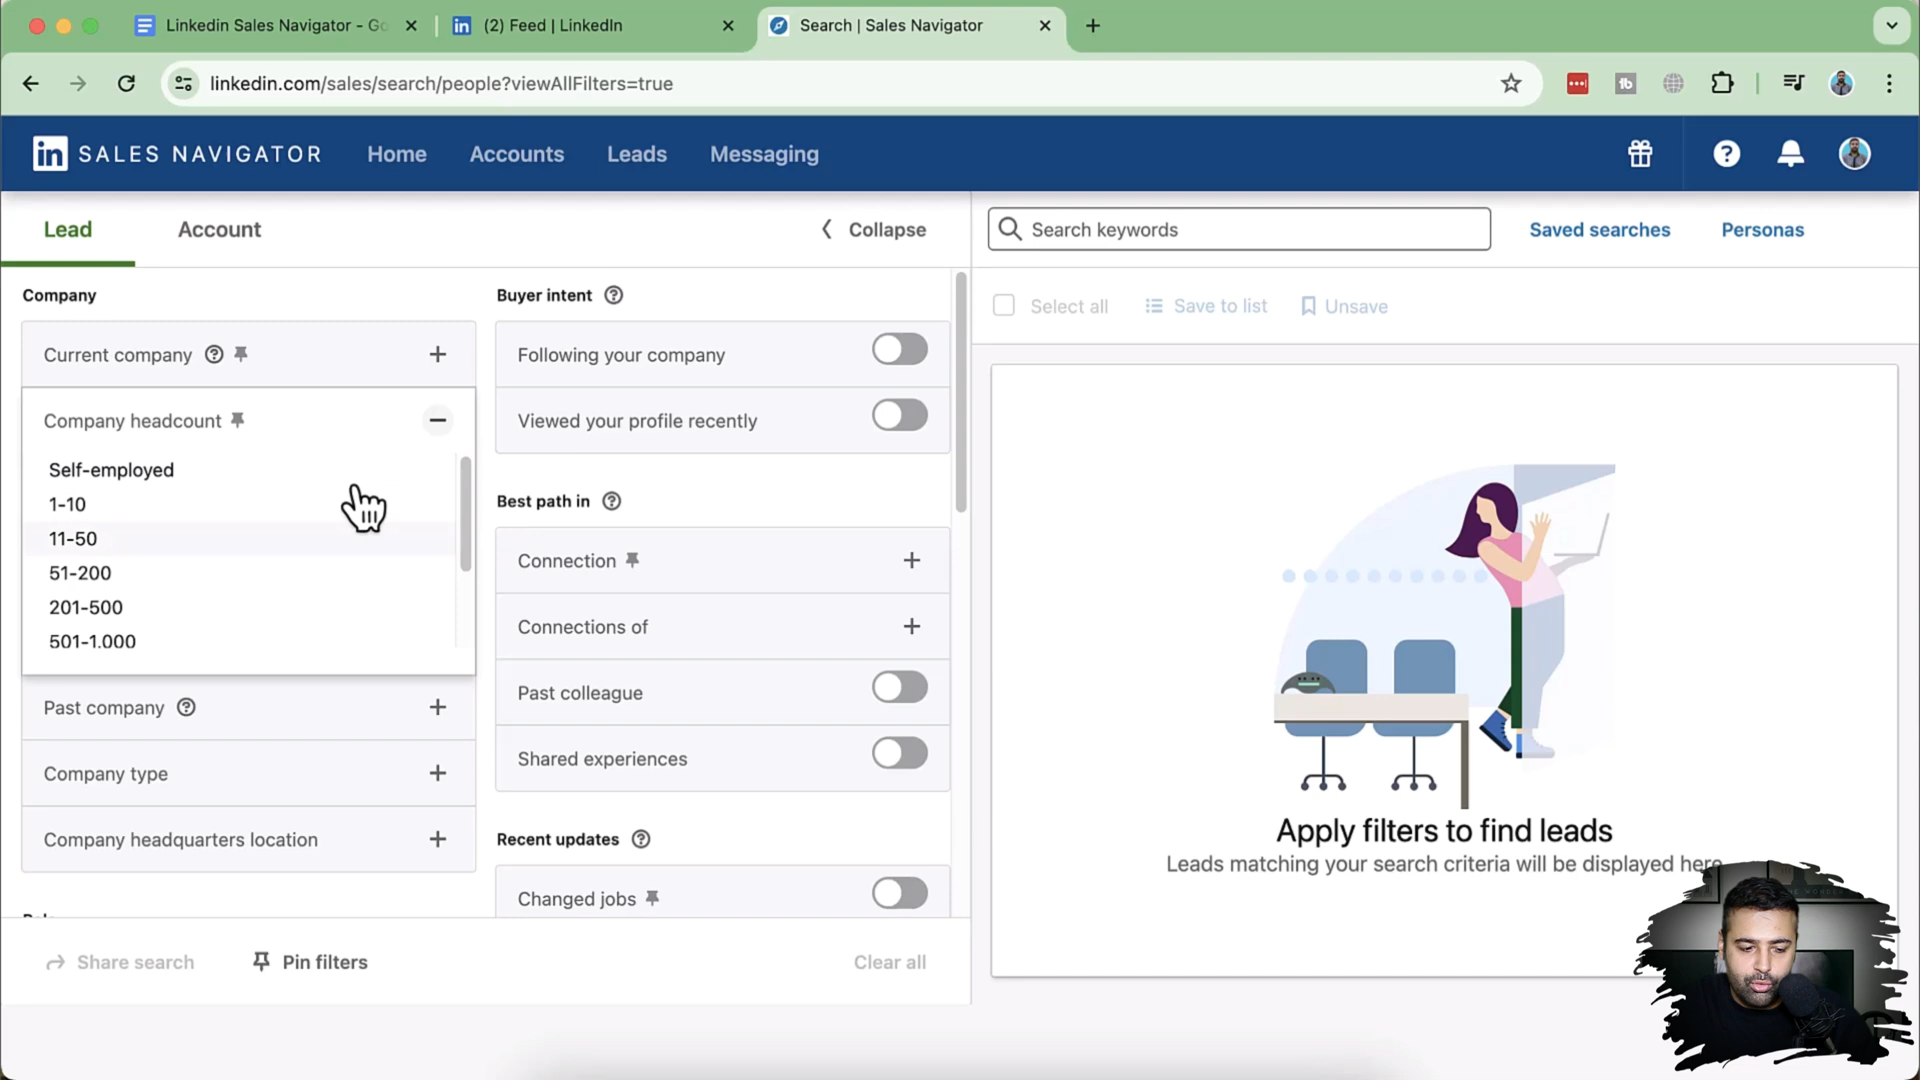 Linkedin Sales Navigator - Go
(2) Feed | LinkedIn
Search | Sales Navigator
linkedin.com/sales/search/people?viewAllFilters=true
in SALES NAVIGATOR
Home
Accounts
Leads
Messaging
Lead
Account
Collapse
Search keywords
Saved searches
Personas
Company
Buyer intent
Select all
Save to list
Unsave
Current company
Following your company
Company headcount
Viewed your profile recently
Self-employed
1-10
11-50
51-200
201-500
501-1,000
Best path in
Connection
Connections of
Past company
Past colleague
Company type
Shared experiences
Company headquarters location
Recent updates
Changed jobs
Apply filters to find leads
Leads matching your search criteria will be displayed here
Share search
Pin filters
Clear all